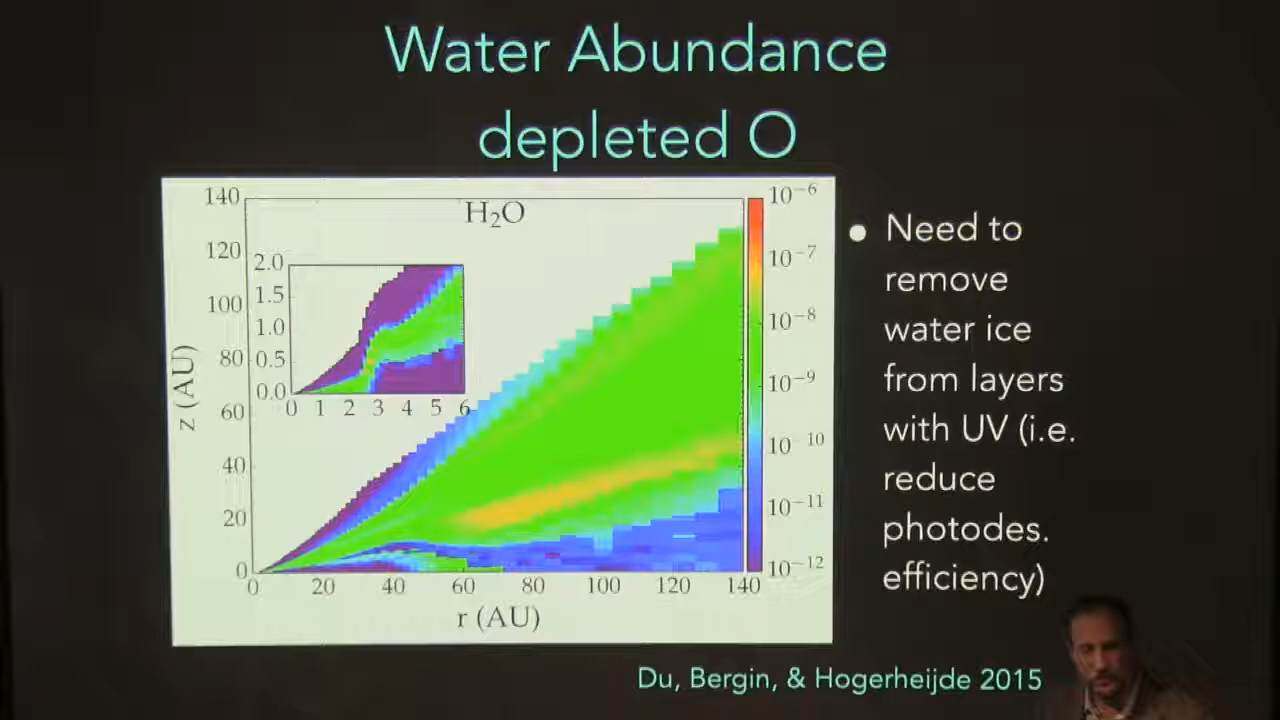 Water Abundance
depleted O
H₂O
140
120
100
80
60
40
20
0
z (AU)
2.0
1.5
1.0
0.5
0.0
0 1 2 3 4 5 6
0 20 40 60 80 100 120 140
r (AU)
10⁻⁶
10⁻⁷
10⁻⁸
10⁻⁹
10⁻¹⁰
10⁻¹¹
10⁻¹²
● Need to
remove
water ice
from layers
with UV (i.e.
reduce
photodes.
efficiency)
Du, Bergin, & Hogerheijde 2015